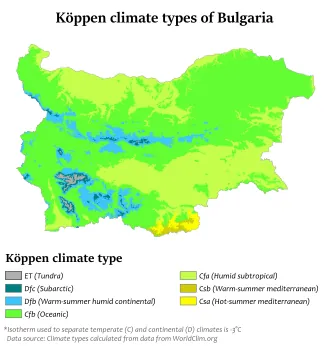 Köppen climate types of Bulgaria
Köppen climate type
ET (Tundra)
Dfc (Subarctic)
Dfb (Warm-summer humid continental)
Cfb (Oceanic)
Cfa (Humid subtropical)
Csb (Warm-summer mediterranean)
Csa (Hot-summer mediterranean)
*Isotherm used to separate temperate (C) and continental (D) climates is -3°C
Data source: Climate types calculated from data from WorldClim.org